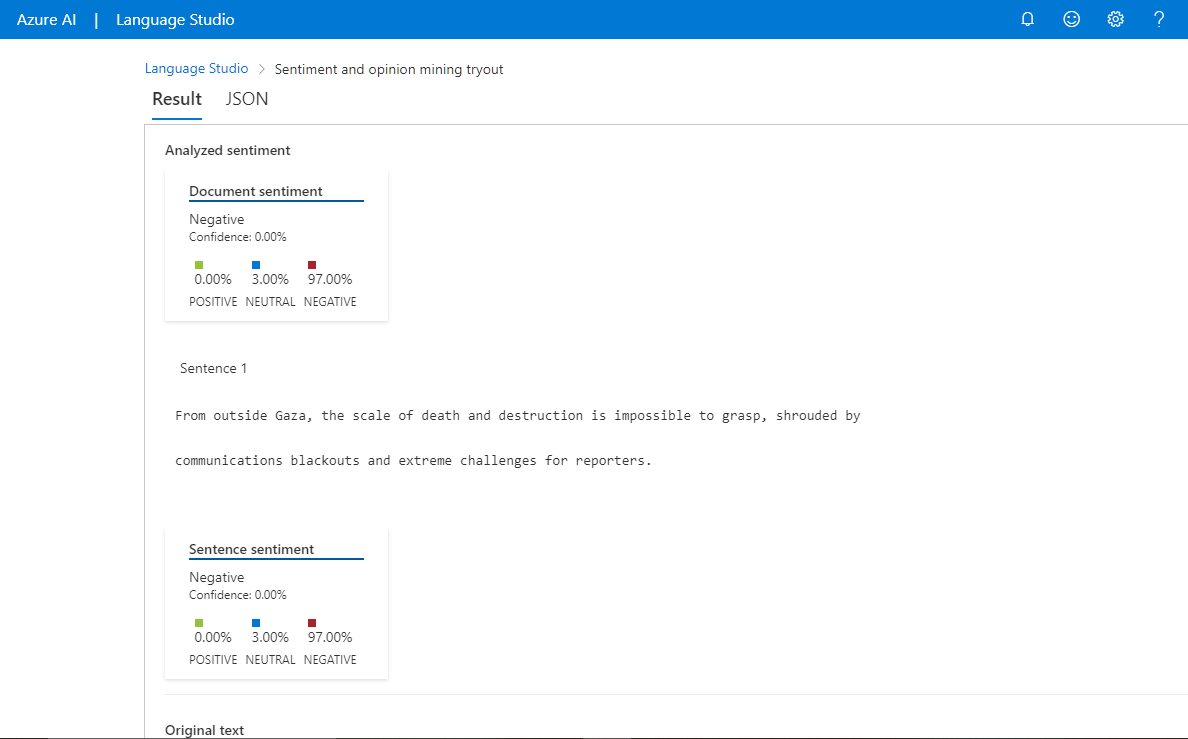 Azure AI | Language Studio
Language Studio > Sentiment and opinion mining tryout
Result JSON
Analyzed sentiment
Document sentiment
Negative
Confidence: 0.00%
0.00% 3.00% 97.00%
POSITIVE NEUTRAL NEGATIVE
Sentence 1
From outside Gaza, the scale of death and destruction is impossible to grasp, shrouded by
communications blackouts and extreme challenges for reporters.
Sentence sentiment
Negative
Confidence: 0.00%
0.00% 3.00% 97.00%
POSITIVE NEUTRAL NEGATIVE
Original text